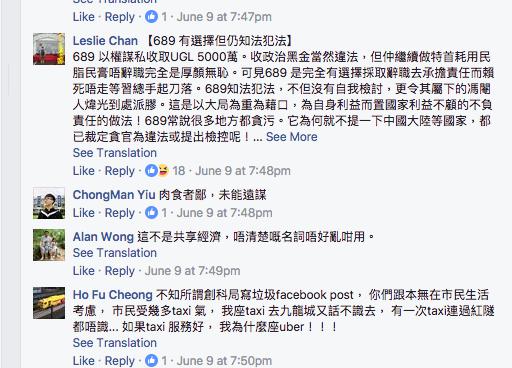 See Translation
Like · Reply · 1 · June 9 at 7:47pm
Leslie Chan 【689 有選擇但仍知法犯法】
689 以權謀私收取UGL 5000萬。收政治黑金當然違法，但仲繼續做特首耗用民
脂民膏唔辭職完全是厚顏無恥。可見689 是完全有選擇採取辭職去承擔責任而賴
死唔走等習總手起刀落。689知法犯法，不但沒有自我檢討，更令其屬下的馮閹
人煒光到處派膠。這是以大局為重為藉口，為自身利益而置國家利益不顧的不負
責任的做法！689常說很多地方都貪污。它為何就不提一下中國大陸等國家，都
已裁定貪官為違法或提出檢控呢！... See More
See Translation
Like · Reply · 18 · June 9 at 7:48pm
ChongMan Yiu 肉食者鄙，未能遠謀
Like · Reply · 1 · June 9 at 7:48pm
Alan Wong 這不是共享經濟，唔清楚嘅名詞唔好亂咁用。
See Translation
Like · Reply · June 9 at 7:49pm
Ho Fu Cheong 不知所謂創科局寫垃圾facebook post， 你們跟本無在市民生活
考慮， 市民受幾多taxi 氣， 我座taxi 去九龍城又話不識去， 有一次taxi連過紅隧
都唔識... 如果taxi 服務好， 我為什麼座uber！！！
See Translation
Like · Reply · 1 · June 9 at 7:50pm